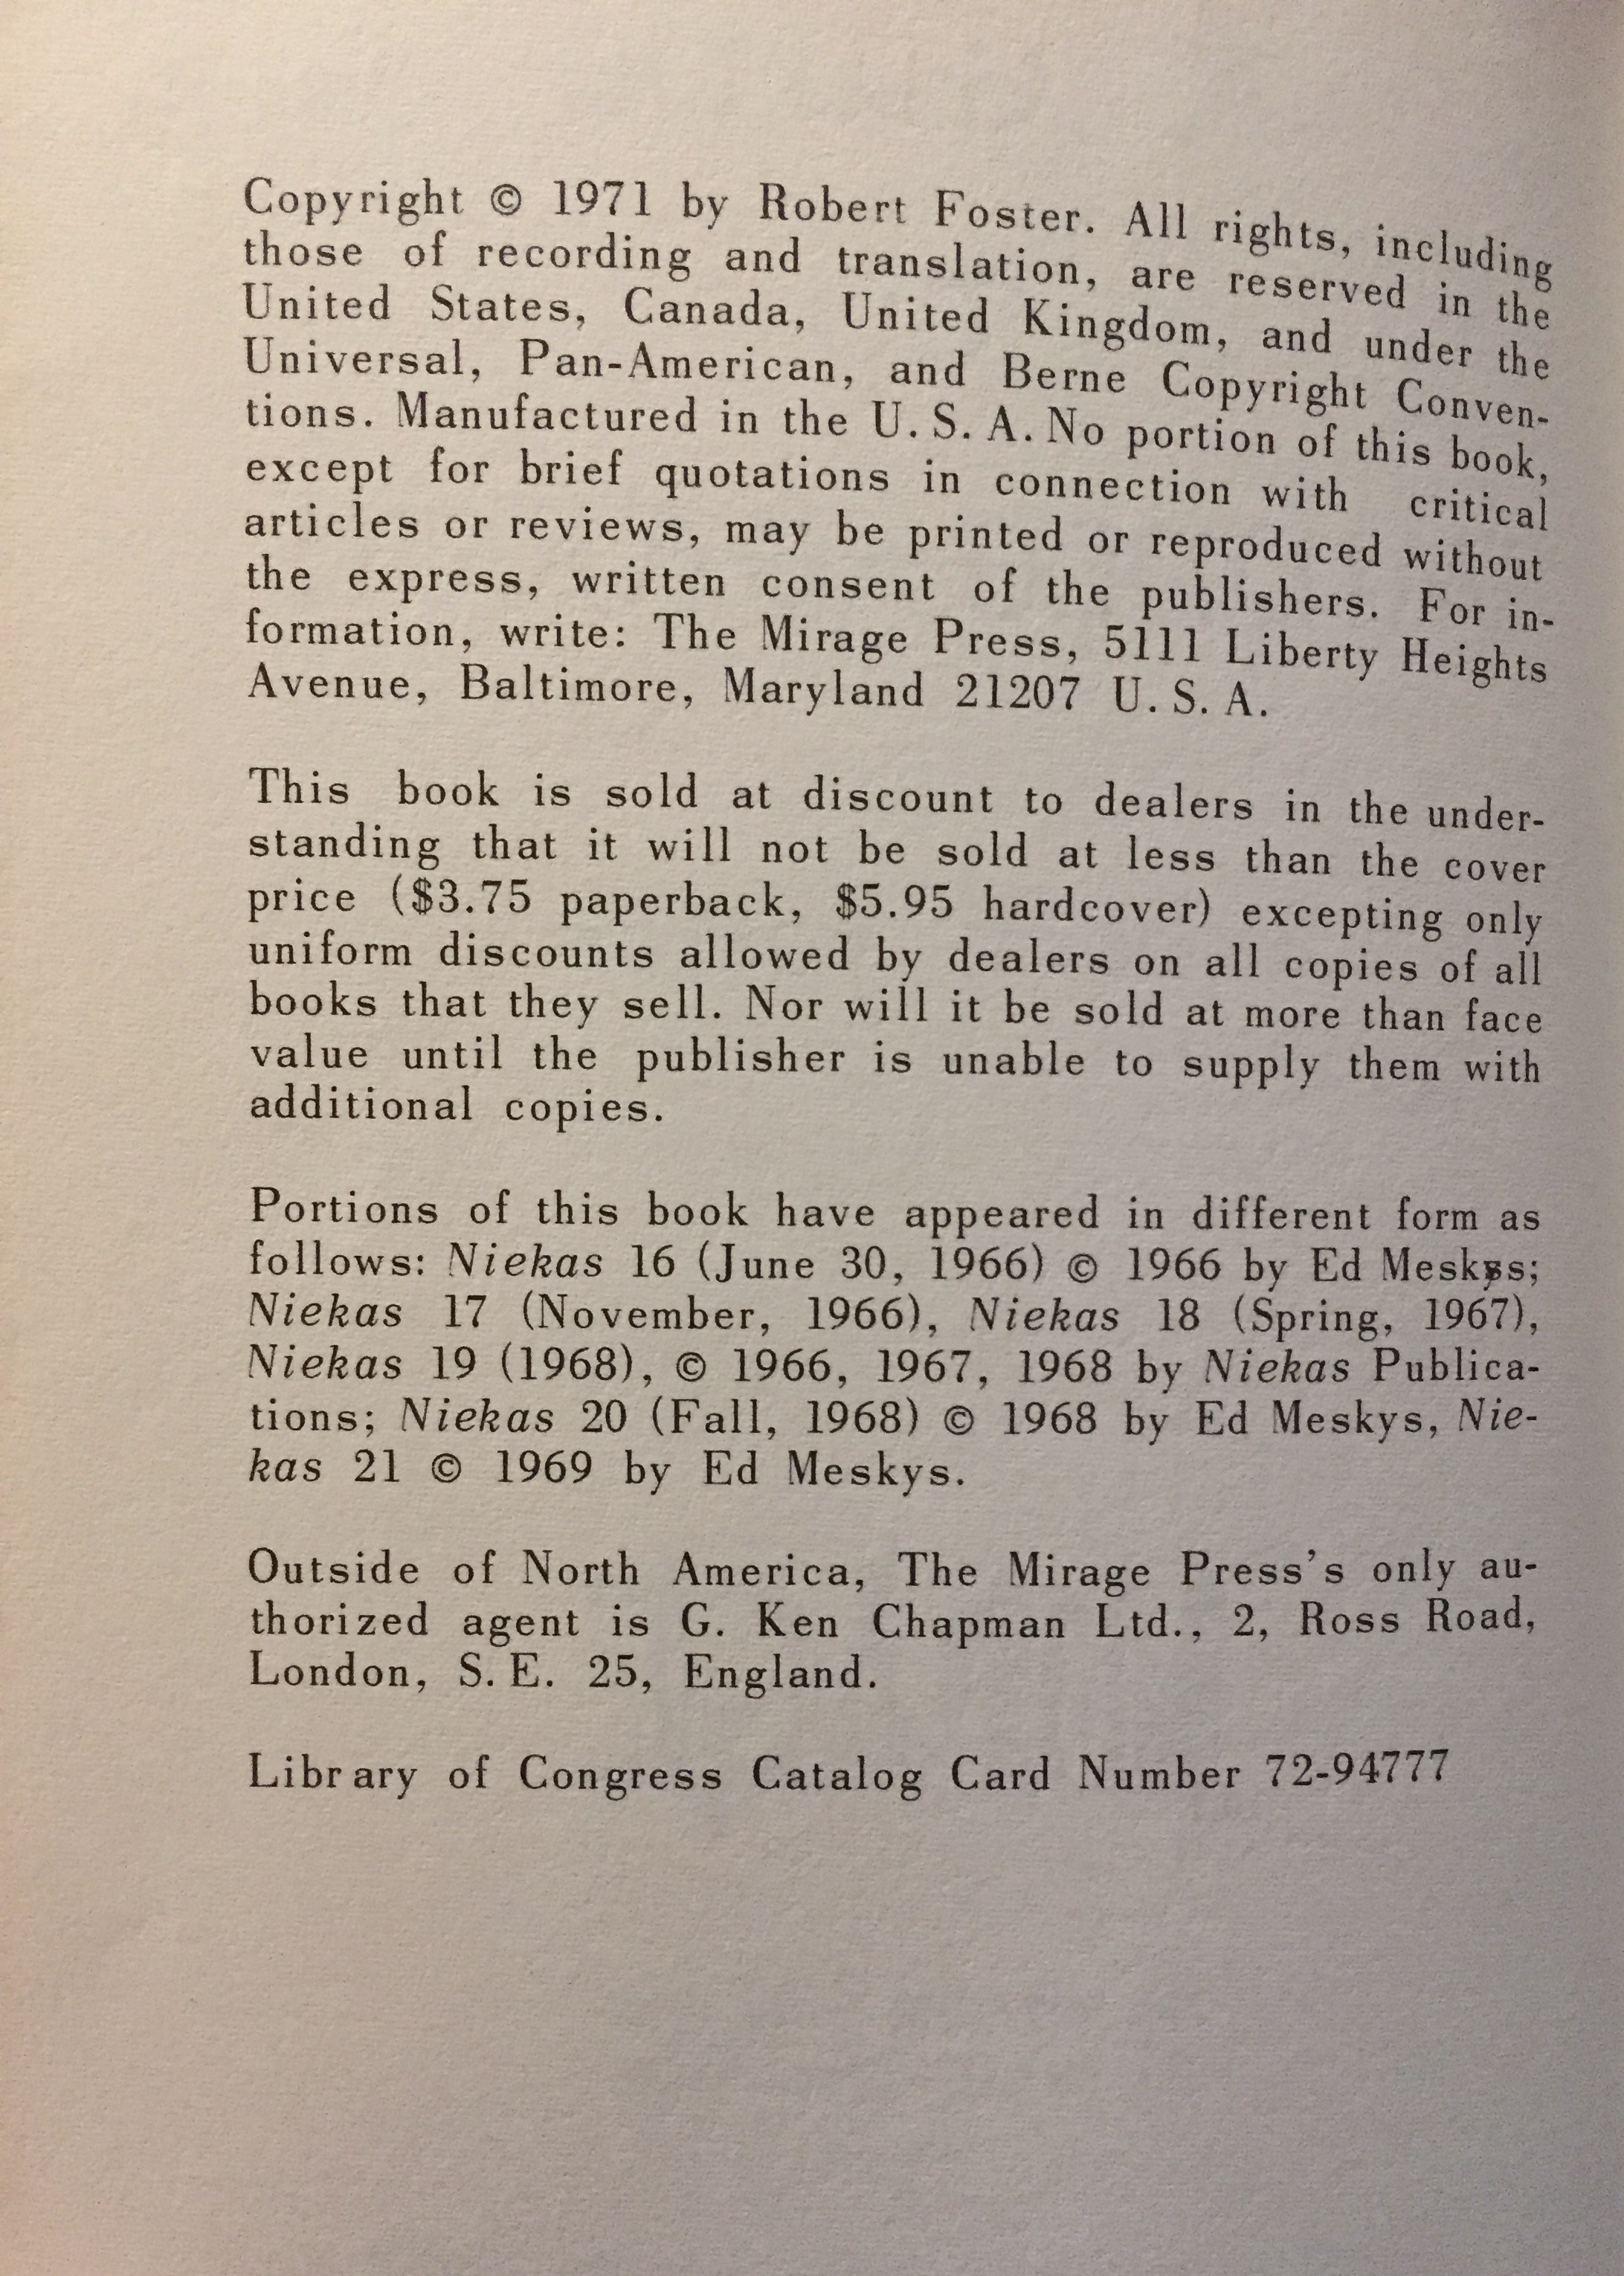 Copyright © 1971 by Robert Foster. All rights, including
those of recording and translation, are reserved in the
United States, Canada, United Kingdom, and under the
Universal, Pan-American, and Berne Copyright Conven-
tions. Manufactured in the U. S. A. No portion of this book,
except for brief quotations in connection with critical
articles or reviews, may be printed or reproduced without
the express, written consent of the publishers. For in-
formation, write: The Mirage Press, 5111 Liberty Heights
Avenue, Baltimore, Maryland 21207 U. S. A.
This book is sold at discount to dealers in the under-
standing that it will not be sold at less than the cover
price ($3.75 paperback, $5.95 hardcover) excepting only
uniform discounts allowed by dealers on all copies of all
books that they sell. Nor will it be sold at more than face
value until the publisher is unable to supply them with
additional copies.
Portions of this book have appeared in different form as
follows: Niekas 16 (June 30, 1966) © 1966 by Ed Meskys;
Niekas 17 (November, 1966), Niekas 18 (Spring, 1967),
Niekas 19 (1968), © 1966, 1967, 1968 by Niekas Publica-
tions; Niekas 20 (Fall, 1968) © 1968 by Ed Meskys, Nie-
kas 21 © 1969 by Ed Meskys.
Outside of North America, The Mirage Press's only au-
thorized agent is G. Ken Chapman Ltd., 2, Ross Road,
London, S. E. 25, England.
Library of Congress Catalog Card Number 72-94777